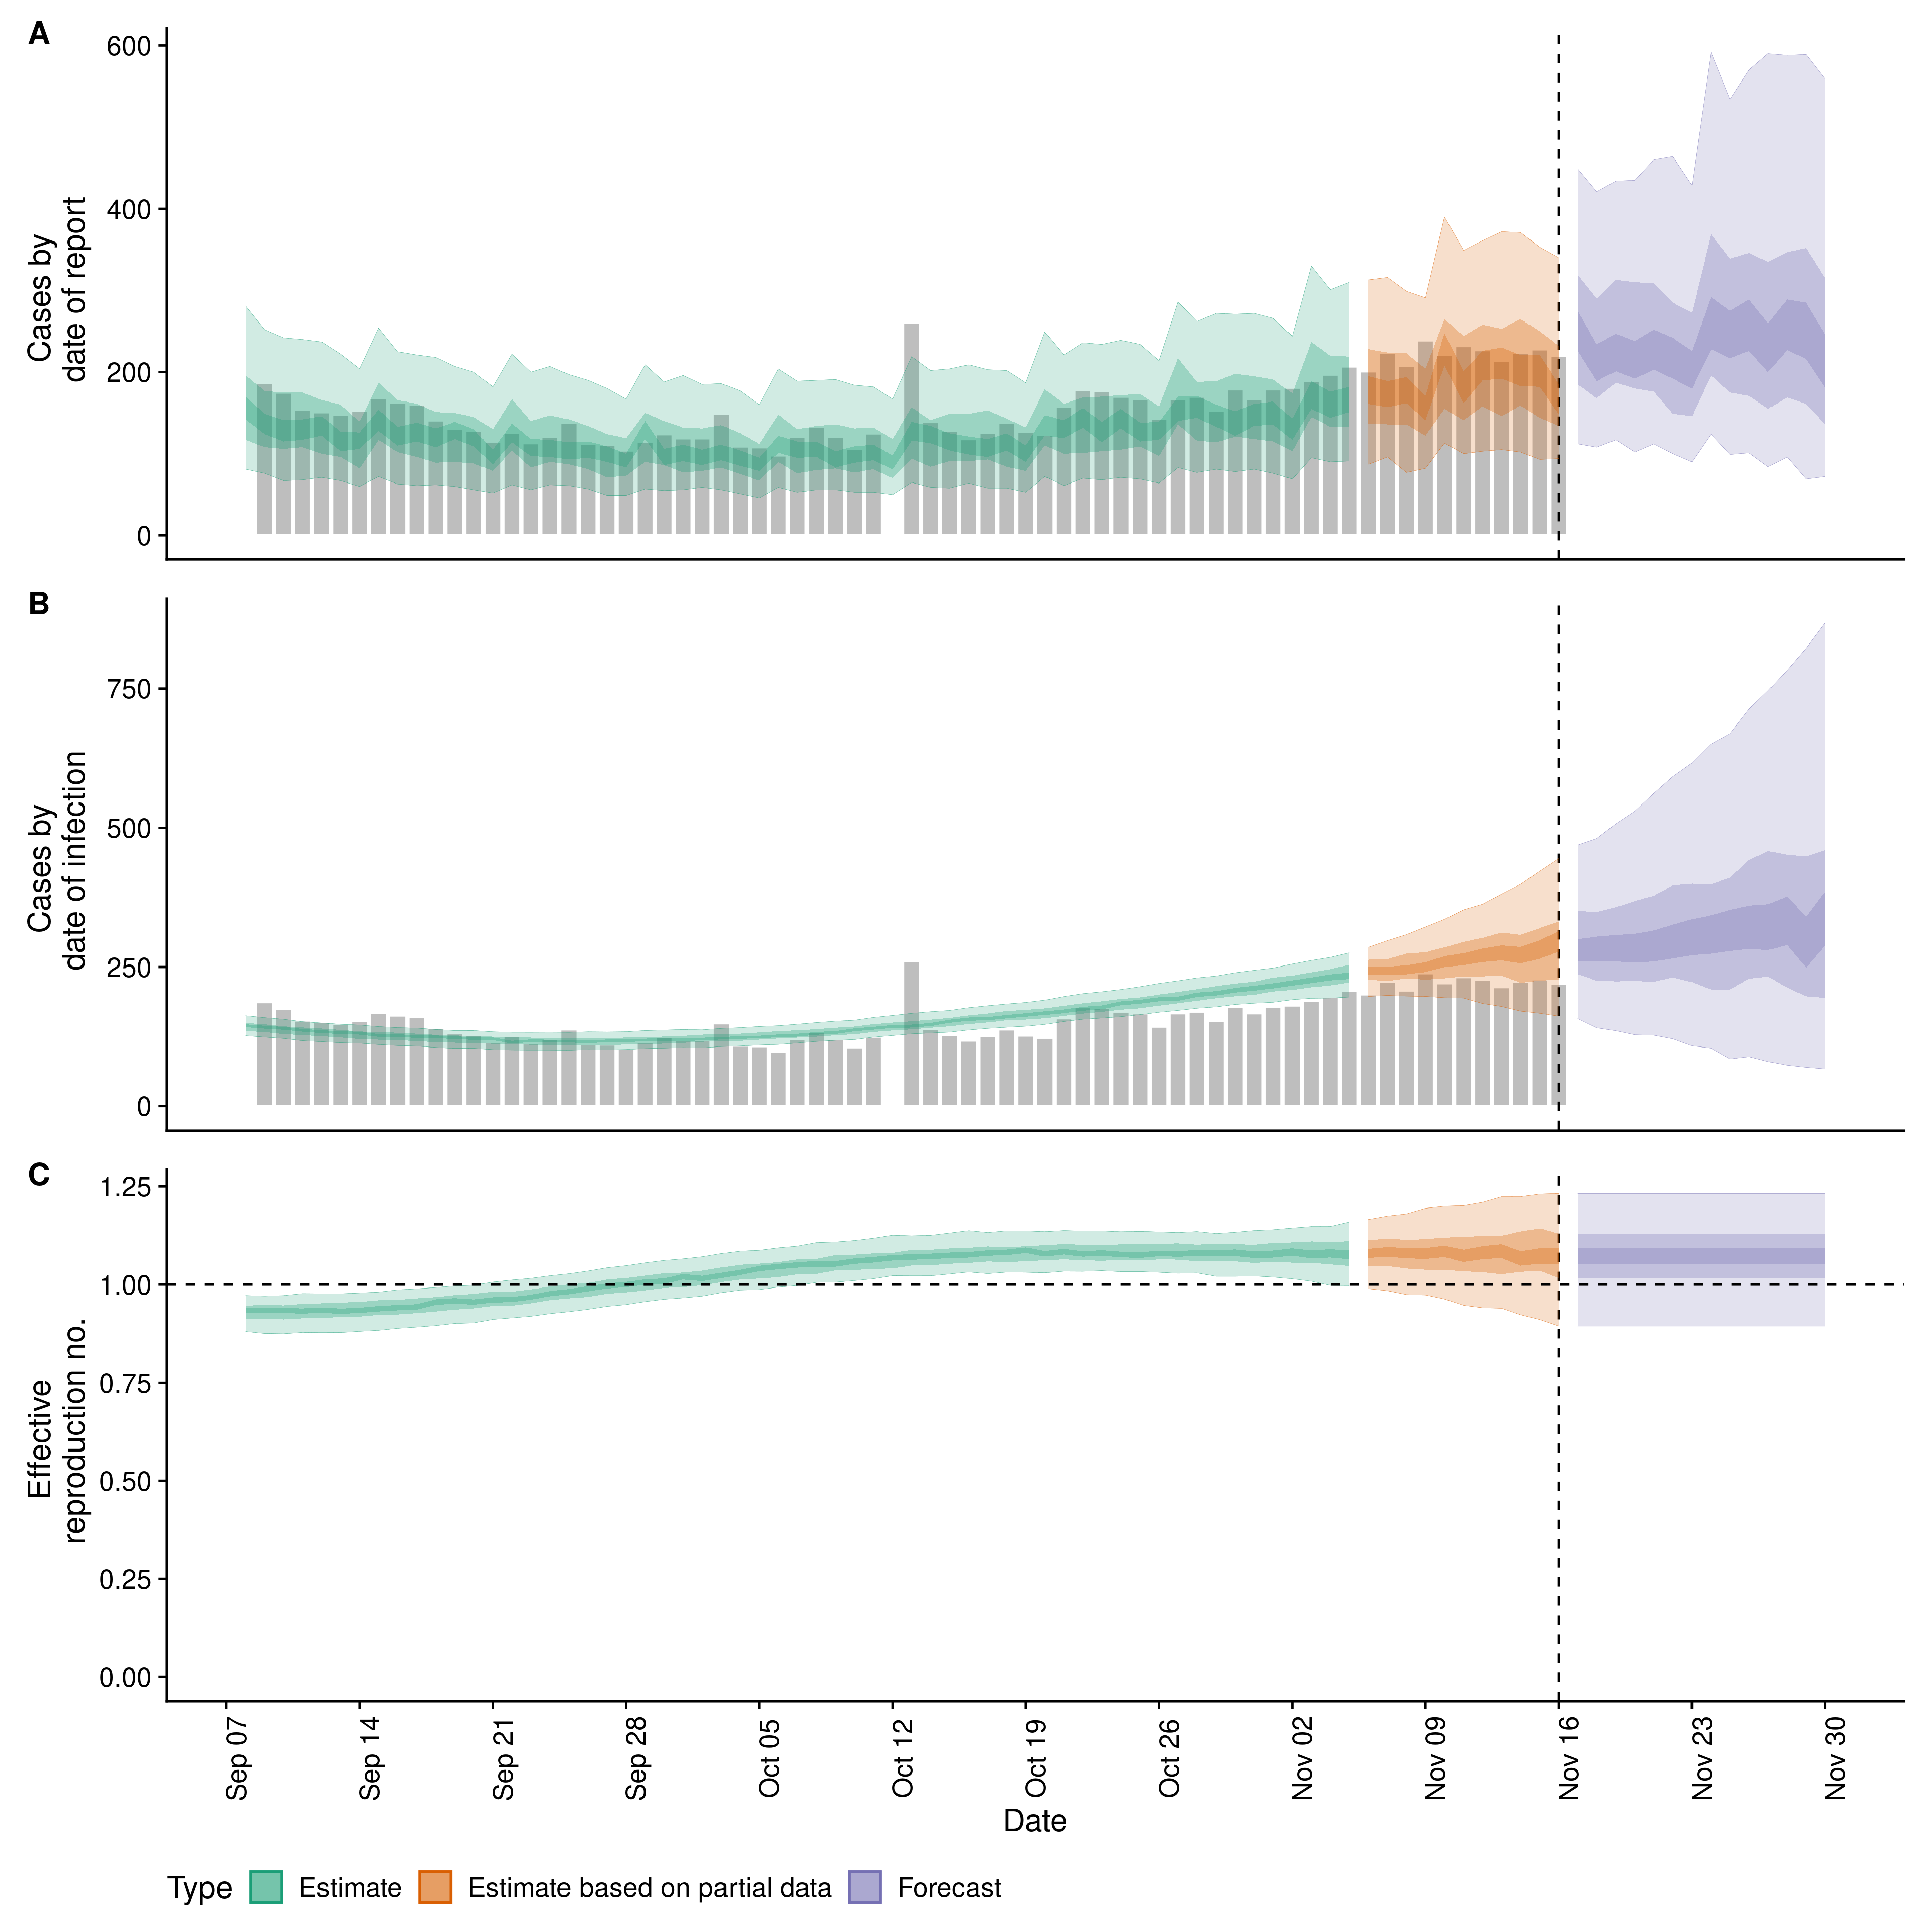 A
Cases by
date of report
600
400
200
0
B
Cases by
date of infection
750
500
250
0
C
Effective
reproduction no.
1.25
1.00
0.75
0.50
0.25
0.00
Sep 07
Sep 14
Sep 21
Sep 28
Oct 05
Oct 12
Oct 19
Oct 26
Nov 02
Nov 09
Nov 16
Nov 23
Nov 30
Date
Type Estimate Estimate based on partial data Forecast